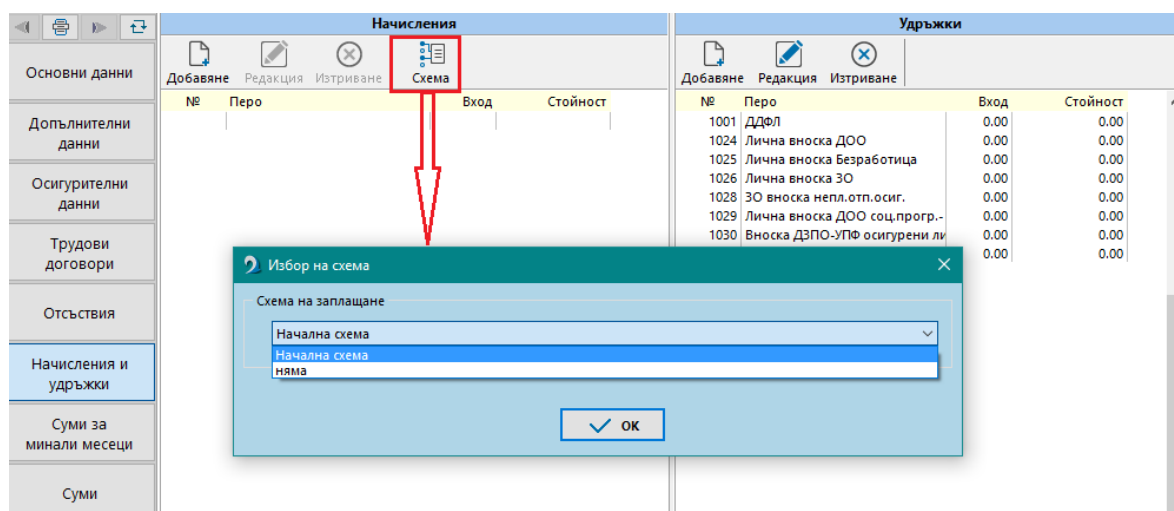 Начисления
Удръжки
Основни данни
Допълнителни
данни
Осигурителни
данни
Трудови
договори
Отсъствия
Начисления и
удръжки
Суми за
минали месеци
Суми
Добавяне Редакция Изтриване Схема
№ Перо Вход Стойност
Добавяне Редакция Изтриване
№ Перо Вход Стойност
1001 ДДФЛ 0.00 0.00
1024 Лична вноска ДОО 0.00 0.00
1025 Лична вноска Безработица 0.00 0.00
1026 Лична вноска ЗО 0.00 0.00
1028 ЗО вноска непл.отп.осиг. 0.00 0.00
1029 Лична вноска ДОО соц.прогр.- 0.00 0.00
1030 Вноска ДЗПО-УПФ осигурени ли 0.00 0.00
0.00 0.00
Избор на схема
Схема на заплащане
Начална схема
Начална схема
няма
ОК